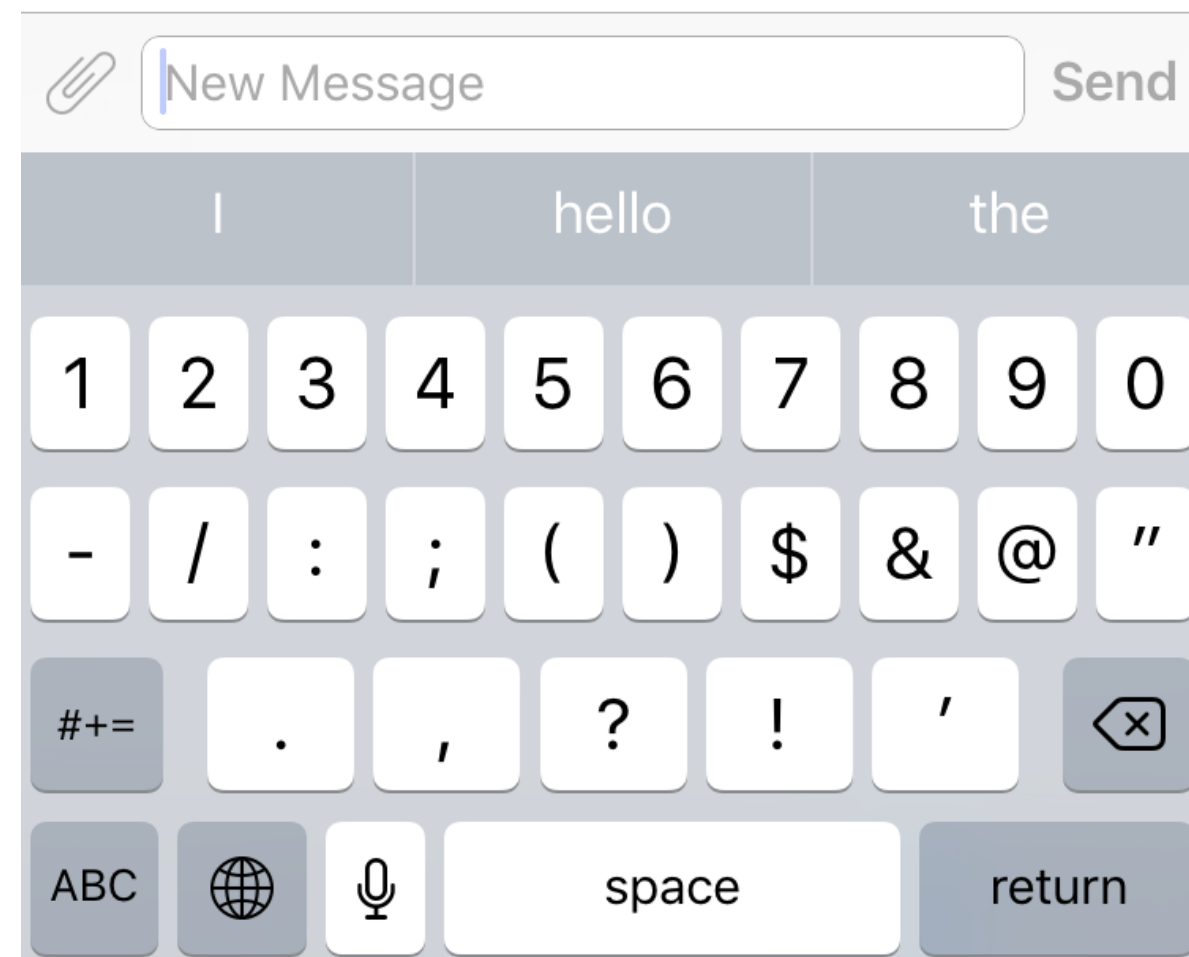 New Message Send
I hello the
1 2 3 4 5 6 7 8 9 0
- / : ; ( ) $ & @ "
#+= . , ? ! '
ABC space return